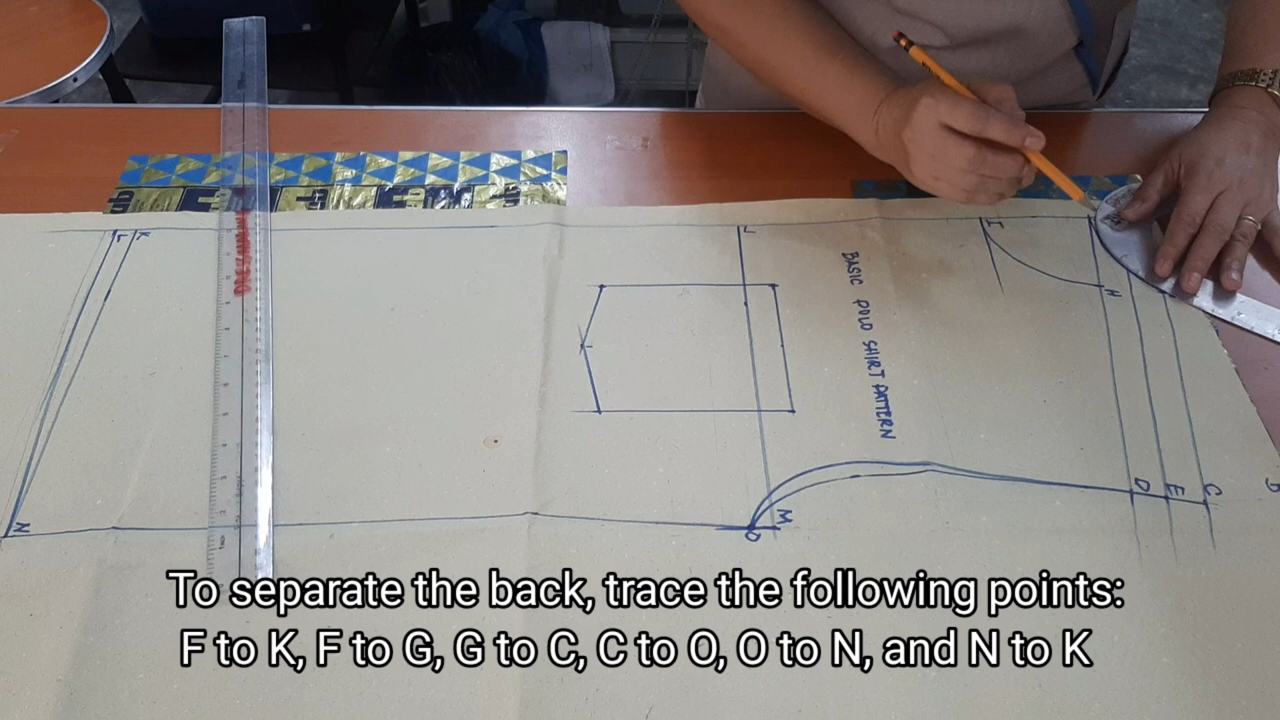 L K
J
I
H
BASIC POLO SHIRT PATTERN
N
O
M
D E C
To separate the back, trace the following points:
F to K, F to G, G to C, C to O, O to N, and N to K